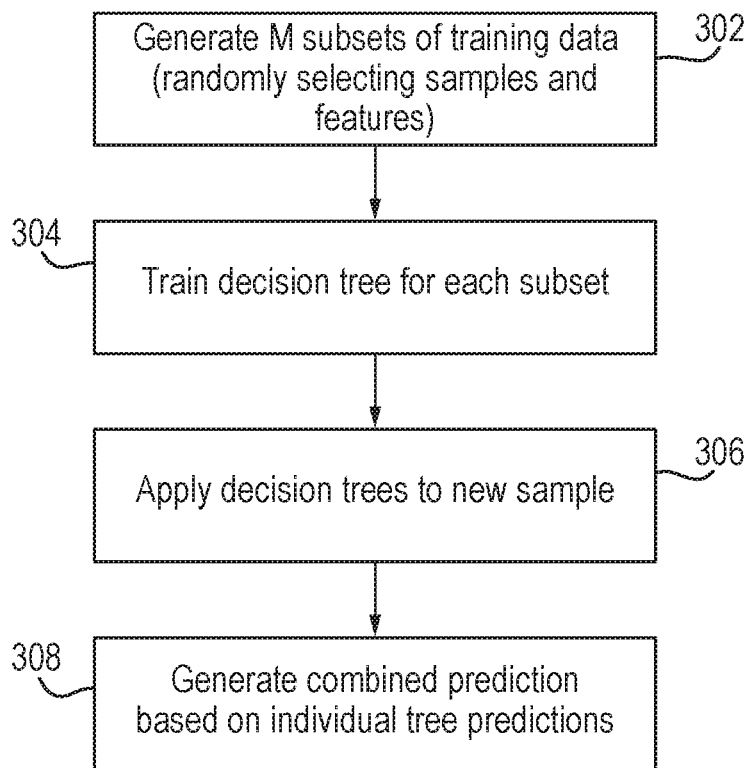 Generate M subsets of training data
(randomly selecting samples and
features)
302
304
Train decision tree for each subset
306
Apply decision trees to new sample
308
Generate combined prediction
based on individual tree predictions